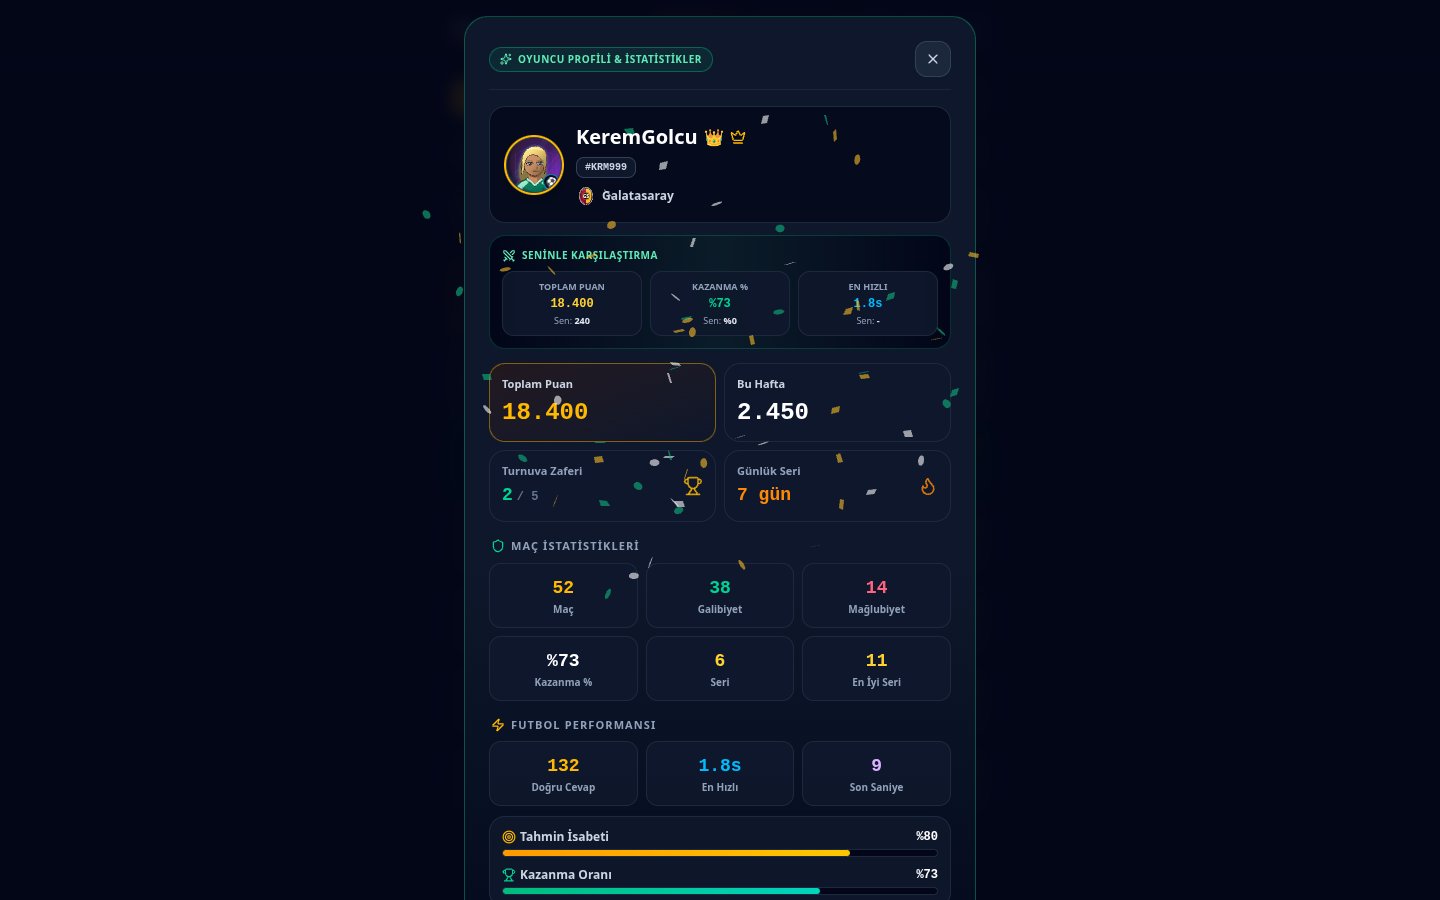 OYUNCU PROFİLİ & İSTATİSTİKLER
KeremGolcu
#KRM999
Galatasaray
SENİNLE KARŞILAŞTIRMA
TOPLAM PUAN
18.400
Sen: 240
KAZANMA %
%73
Sen: %0
EN HIZLI
1.8s
Sen: -
Toplam Puan
18.400
Bu Hafta
2.450
Turnuva Zaferi
2 / 5
Günlük Seri
7 gün
MAÇ İSTATİSTİKLERİ
52
Maç
38
Galibiyet
14
Mağlubiyet
%73
Kazanma %
6
Seri
11
En İyi Seri
FUTBOL PERFORMANSI
132
Doğru Cevap
1.8s
En Hızlı
9
Son Saniye
Tahmin İsabeti
%80
Kazanma Oranı
%73